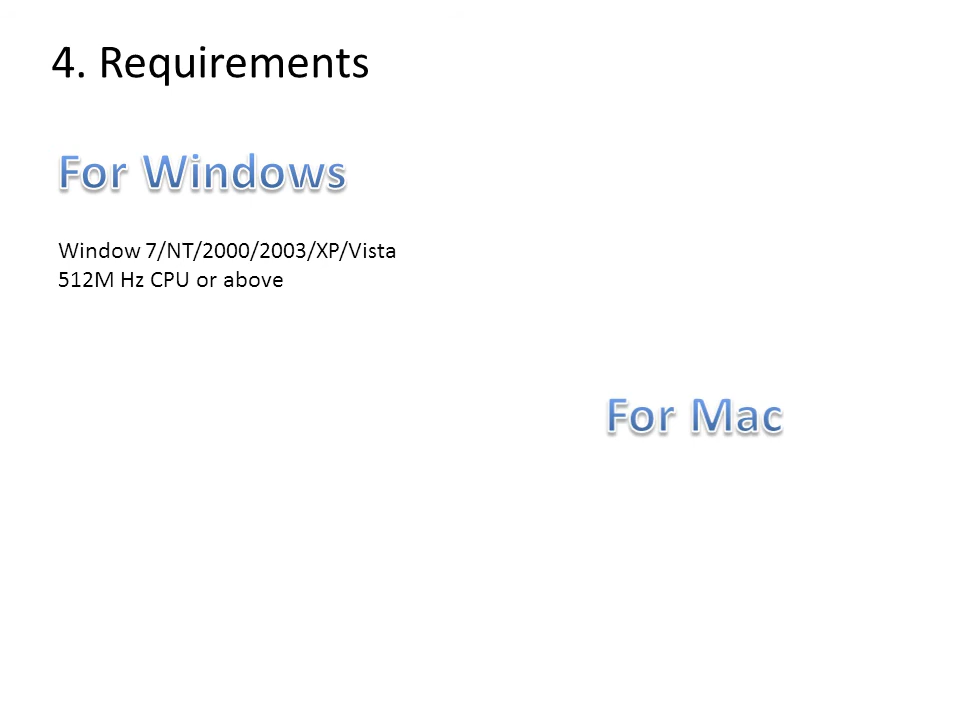 4. Requirements
For Windows
Window 7/NT/2000/2003/XP/Vista
512M Hz CPU or above
For Mac